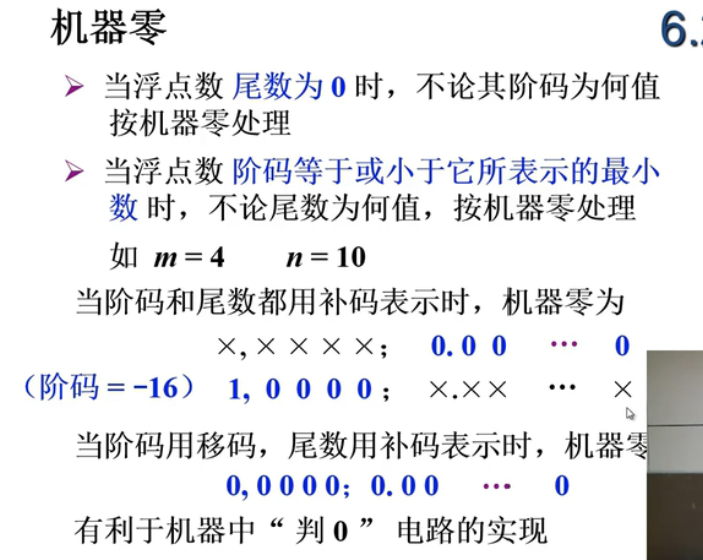 机器零
6.
➢ 当浮点数 尾数为 0 时，不论其阶码为何值
按机器零处理
➢ 当浮点数 阶码等于或小于它所表示的最小
数 时，不论尾数为何值，按机器零处理
如 m = 4 n = 10
当阶码和尾数都用补码表示时，机器零为
×, × × × ×； 0. 0 0 … 0
（阶码 = −16） 1, 0 0 0 0； ×.×× … ×
当阶码用移码，尾数用补码表示时，机器零
0, 0 0 0 0; 0. 0 0 … 0
有利于机器中“ 判 0 ” 电路的实现